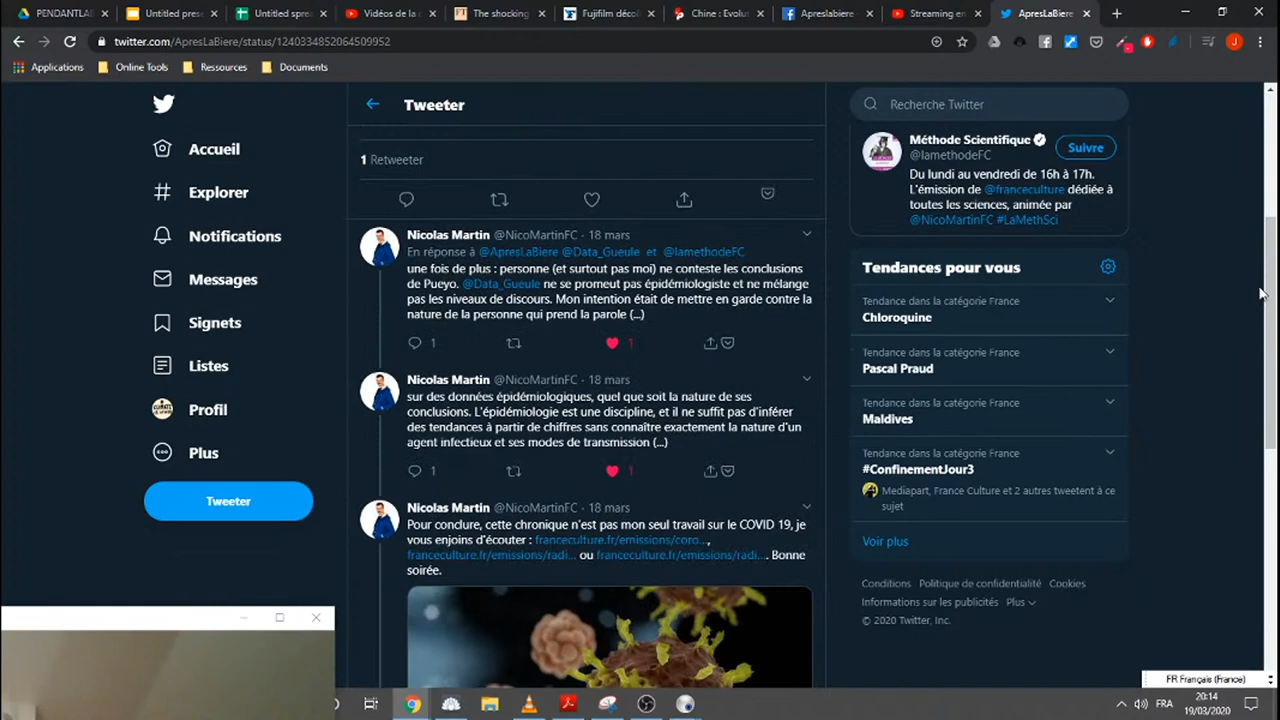 PENDANTLAB
Untitled prese
Untitled sprea
Vidéos de la c
The shocking
Fujifilm décol
Chine : Evolut
Apreslabiere
Streaming en
ApresLaBiere
twitter.com/ApresLaBiere/status/1240334852064509952
J
Applications
Online Tools
Ressources
Documents
Accueil
Explorer
Notifications
Messages
Signets
Listes
Profil
Plus
Tweeter
Tweeter
1 Retweeter
Nicolas Martin @NicoMartinFC · 18 mars
En réponse à @ApresLaBiere @Data_Gueule et @lamethodeFC
une fois de plus : personne (et surtout pas moi) ne conteste les conclusions
de Pueyo. @Data_Gueule ne se promeut pas épidémiologiste et ne mélange
pas les niveaux de discours. Mon intention était de mettre en garde contre la
nature de la personne qui prend la parole (...)
1
1
Nicolas Martin @NicoMartinFC · 18 mars
sur des données épidémiologiques, quel que soit la nature de ses
conclusions. L'épidémiologie est une discipline, et il ne suffit pas d'inférer
des tendances à partir de chiffres sans connaître exactement la nature d'un
agent infectieux et ses modes de transmission (...)
1
1
Nicolas Martin @NicoMartinFC · 18 mars
Pour conclure, cette chronique n'est pas mon seul travail sur le COVID 19, je
vous enjoins d'écouter : franceculture.fr/emissions/coro...,
franceculture.fr/emissions/radi... ou franceculture.fr/emissions/radi.... Bonne
soirée.
Recherche Twitter
Méthode Scientifique
@lamethodeFC
Suivre
Du lundi au vendredi de 16h à 17h.
L'émission de @franceculture dédiée à
toutes les sciences, animée par
@NicoMartinFC #LaMethSci
Tendances pour vous
Tendance dans la catégorie France
Chloroquine
Tendance dans la catégorie France
Pascal Praud
Tendance dans la catégorie France
Maldives
Tendance dans la catégorie France
#ConfinementJour3
Mediapart, France Culture et 2 autres tweetent à ce
sujet
Voir plus
Conditions Politique de confidentialité Cookies
Informations sur les publicités Plus
© 2020 Twitter, Inc.
FR Français (France)
FRA
20:14
19/03/2020